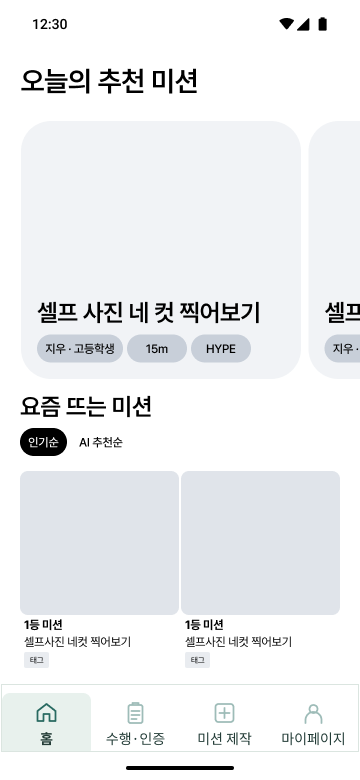 12:30
오늘의 추천 미션
셀프 사진 네 컷 찍어보기
지우 · 고등학생 15m HYPE
셀프
지우 ·
요즘 뜨는 미션
인기순 AI 추천순
1등 미션 1등 미션
셀프사진 네컷 찍어보기 셀프사진 네컷 찍어보기
태그 태그
홈 수행·인증 미션 제작 마이페이지